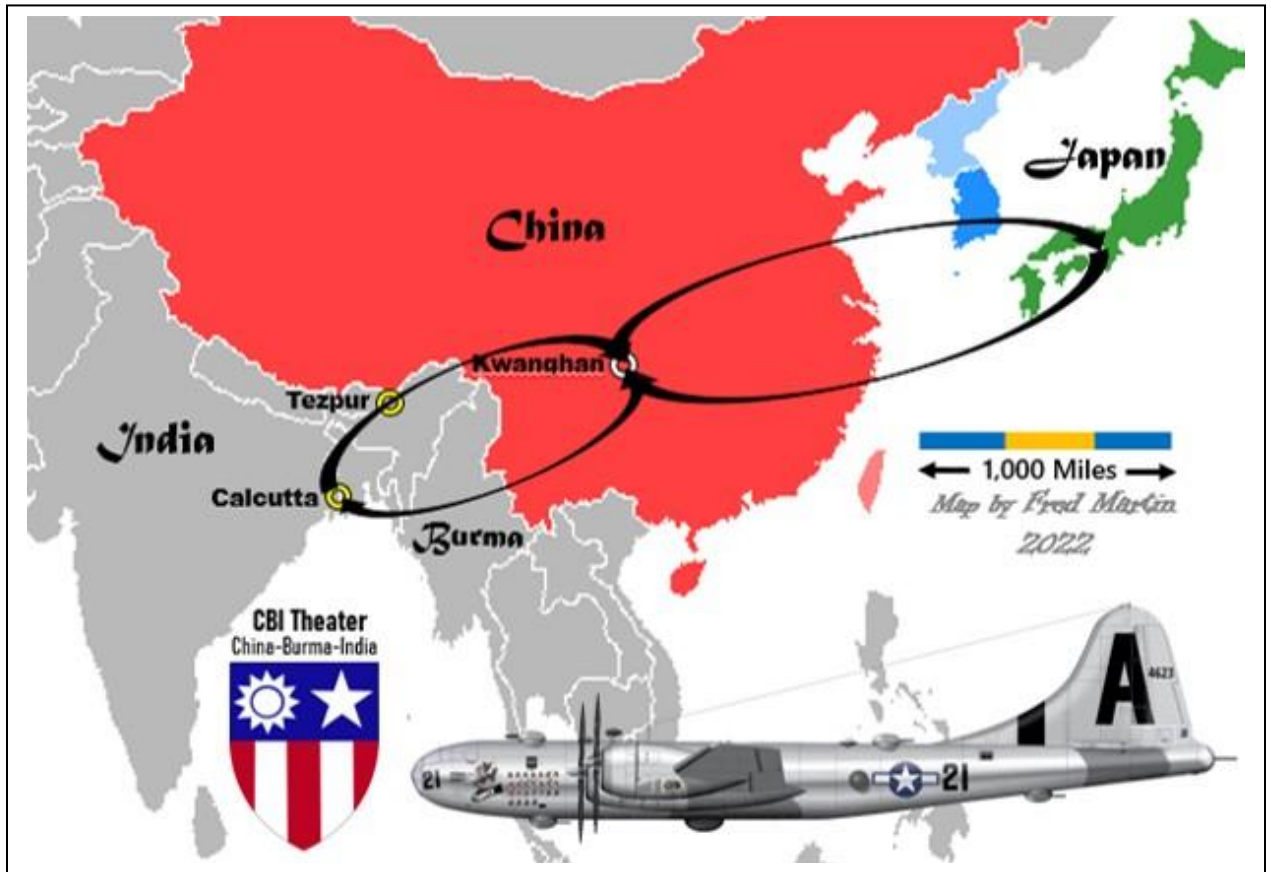 Japan
China
Kwanghan
Tezpur
India
Calcutta
1,000 Miles
Map by Fred Martin
2022
Burma
CBI Theater
China-Burma-India
A
4623
21
21